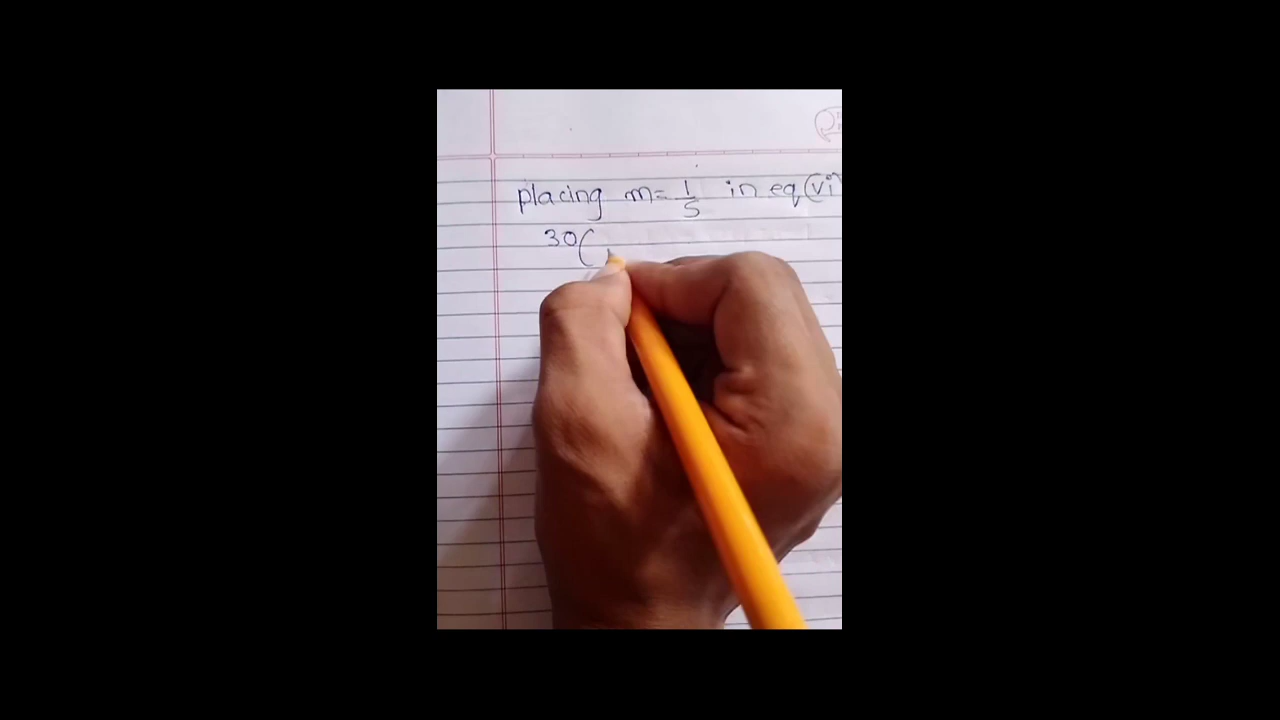 placing m = 1/5 in eq(vi)
30(